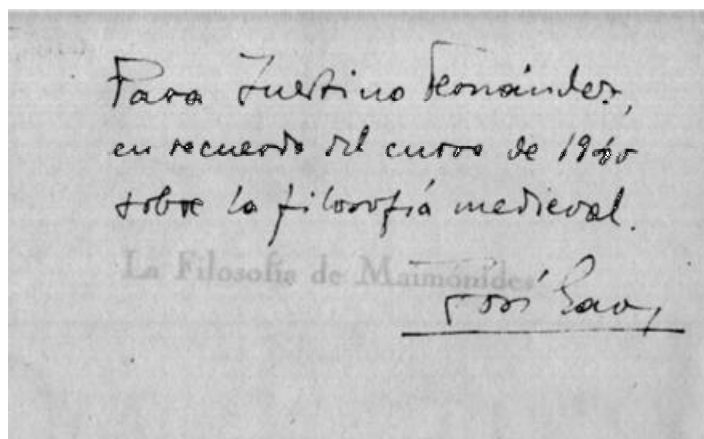 Para Justino Fernández,
en recuerdo del curso de 1940
sobre la filosofía medieval.
La Filosofía de Maimónides
José Gaos